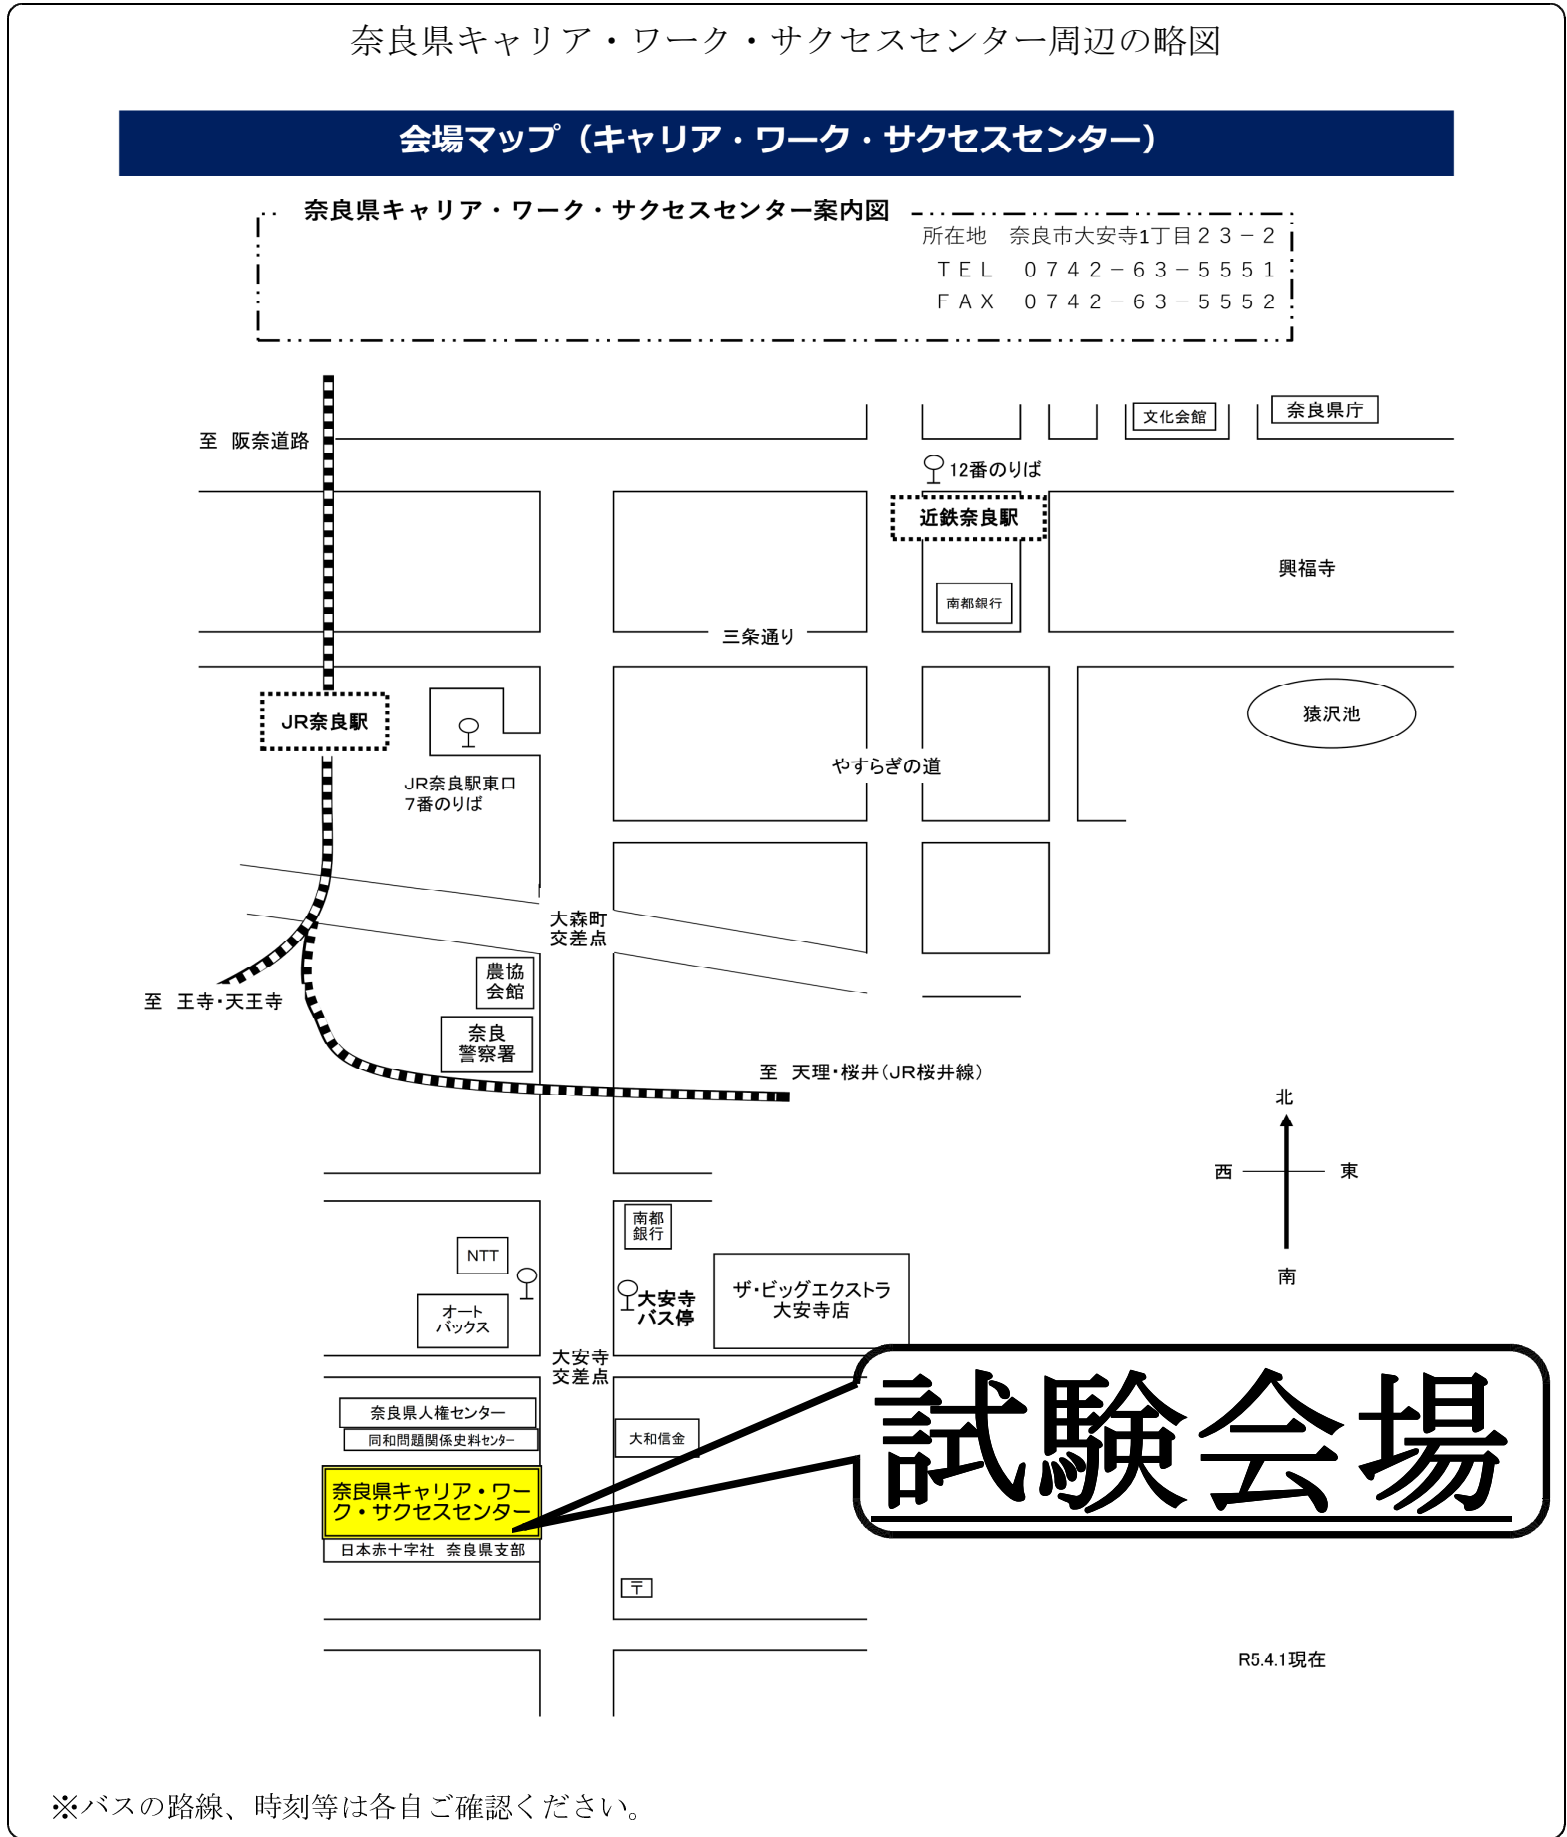 奈良県キャリア・ワーク・サクセスセンター周辺の略図
会場マップ（キャリア・ワーク・サクセスセンター）
奈良県キャリア・ワーク・サクセスセンター案内図
所在地　奈良市大安寺1丁目２３－２
ＴＥＬ　０７４２－６３－５５５１
ＦＡＸ　０７４２－６３－５５５２
至　阪奈道路
文化会館
奈良県庁
12番のりば
近鉄奈良駅
興福寺
南都銀行
三条通り
JR奈良駅
猿沢池
やすらぎの道
JR奈良駅東口
7番のりば
大森町
交差点
農協
会館
至　王寺・天王寺
奈良
警察署
至　天理・桜井（JR桜井線）
北
西
東
南
南都
銀行
NTT
大安寺
バス停
ザ・ビッグエクストラ
大安寺店
オート
バックス
大安寺
交差点
試験会場
奈良県人権センター
同和問題関係史料センター
大和信金
奈良県キャリア・ワー
ク・サクセスセンター
日本赤十字社　奈良県支部
〒
R5.4.1現在
※バスの路線、時刻等は各自ご確認ください。